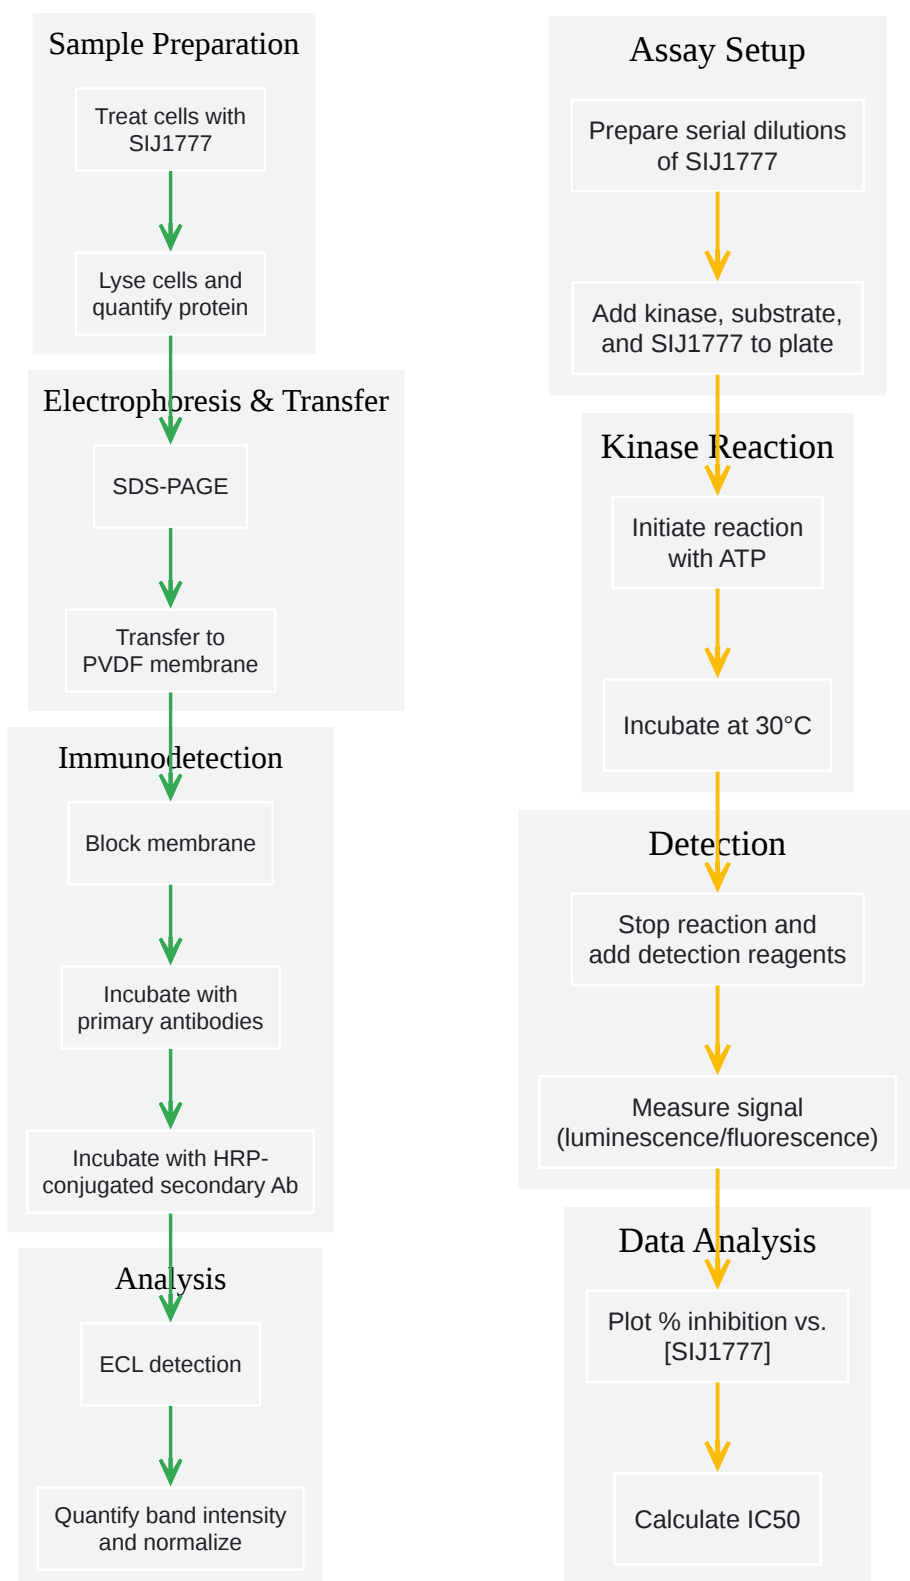 Sample Preparation
Treat cells with
SIJ1777
Lyse cells and
quantify protein
Electrophoresis & Transfer
SDS-PAGE
Transfer to
PVDF membrane
Immunodetection
Block membrane
Incubate with
primary antibodies
Incubate with HRP-
conjugated secondary Ab
Analysis
ECL detection
Quantify band intensity
and normalize
Assay Setup
Prepare serial dilutions
of SIJ1777
Add kinase, substrate,
and SIJ1777 to plate
Kinase Reaction
Initiate reaction
with ATP
Incubate at 30°C
Detection
Stop reaction and
add detection reagents
Measure signal
(luminescence/fluorescence)
Data Analysis
Plot % inhibition vs.
[SIJ1777]
Calculate IC50